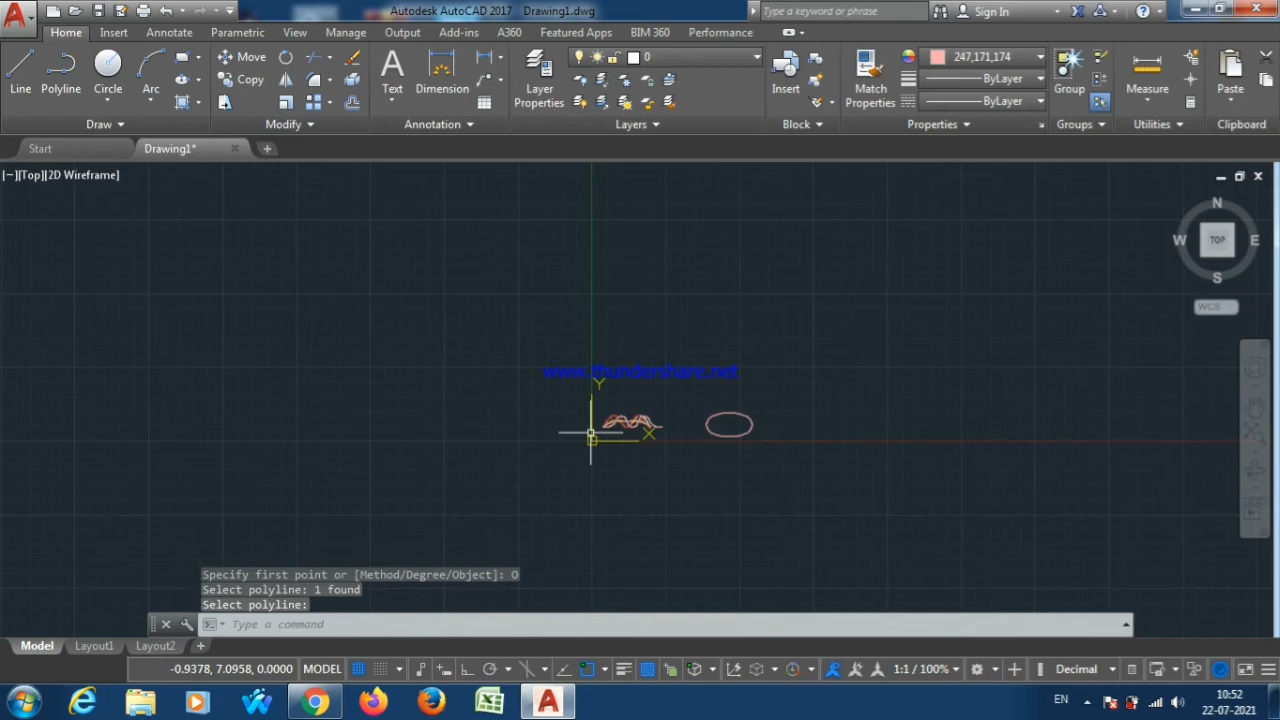 Autodesk AutoCAD 2017 Drawing1.dwg
Type a keyword or phrase
Sign In
Home Insert Annotate Parametric View Manage Output Add-ins A360 Featured Apps BIM 360 Performance
Line Polyline Circle Arc
Move
Copy
Text Dimension
Layer Properties
0
Insert
Match Properties
247,171,174
ByLayer
ByLayer
Group
Measure
Paste
Draw Modify Annotation Layers Block Properties Groups Utilities Clipboard
Start Drawing1*
[−][Top][2D Wireframe]
N
W TOP E
S
WCS
www.thundershare.net
Y
X
Specify first point or [Method/Degree/Object]: O
Select polyline: 1 found
Select polyline:
Type a command
Model Layout1 Layout2
-0.9378, 7.0958, 0.0000 MODEL 1:1 / 100% Decimal
EN 10:52
22-07-2021